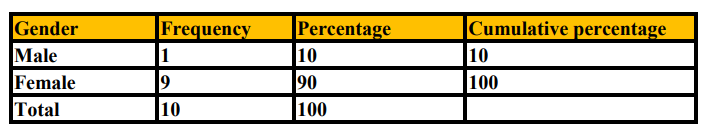 Gender Frequency Percentage Cumulative percentage
Male 1 10 10
Female 9 90 100
Total 10 100